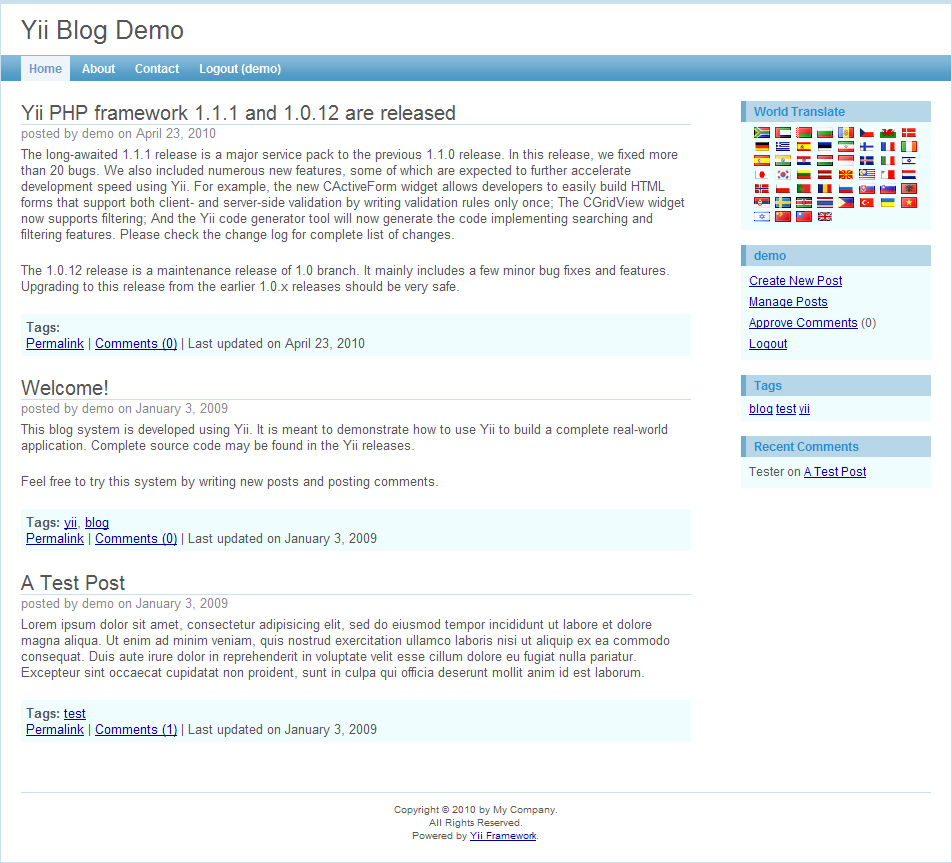 Yii Blog Demo
Home About Contact Logout (demo)
Yii PHP framework 1.1.1 and 1.0.12 are released
posted by demo on April 23, 2010
The long-awaited 1.1.1 release is a major service pack to the previous 1.1.0 release. In this release, we fixed more
than 20 bugs. We also included numerous new features, some of which are expected to further accelerate
development speed using Yii. For example, the new CActiveForm widget allows developers to easily build HTML
forms that support both client- and server-side validation by writing validation rules only once; The CGridView widget
now supports filtering; And the Yii code generator tool will now generate the code implementing searching and
filtering features. Please check the change log for complete list of changes.
The 1.0.12 release is a maintenance release of 1.0 branch. It mainly includes a few minor bug fixes and features.
Upgrading to this release from the earlier 1.0.x releases should be very safe.
Tags:
Permalink | Comments (0) | Last updated on April 23, 2010
Welcome!
posted by demo on January 3, 2009
This blog system is developed using Yii. It is meant to demonstrate how to use Yii to build a complete real-world
application. Complete source code may be found in the Yii releases.
Feel free to try this system by writing new posts and posting comments.
Tags: yii, blog
Permalink | Comments (0) | Last updated on January 3, 2009
A Test Post
posted by demo on January 3, 2009
Lorem ipsum dolor sit amet, consectetur adipisicing elit, sed do eiusmod tempor incididunt ut labore et dolore
magna aliqua. Ut enim ad minim veniam, quis nostrud exercitation ullamco laboris nisi ut aliquip ex ea commodo
consequat. Duis aute irure dolor in reprehenderit in voluptate velit esse cillum dolore eu fugiat nulla pariatur.
Excepteur sint occaecat cupidatat non proident, sunt in culpa qui officia deserunt mollit anim id est laborum.
Tags: test
Permalink | Comments (1) | Last updated on January 3, 2009
World Translate
demo
Create New Post
Manage Posts
Approve Comments (0)
Logout
Tags
blog test yii
Recent Comments
Tester on A Test Post
Copyright © 2010 by My Company.
All Rights Reserved.
Powered by Yii Framework.